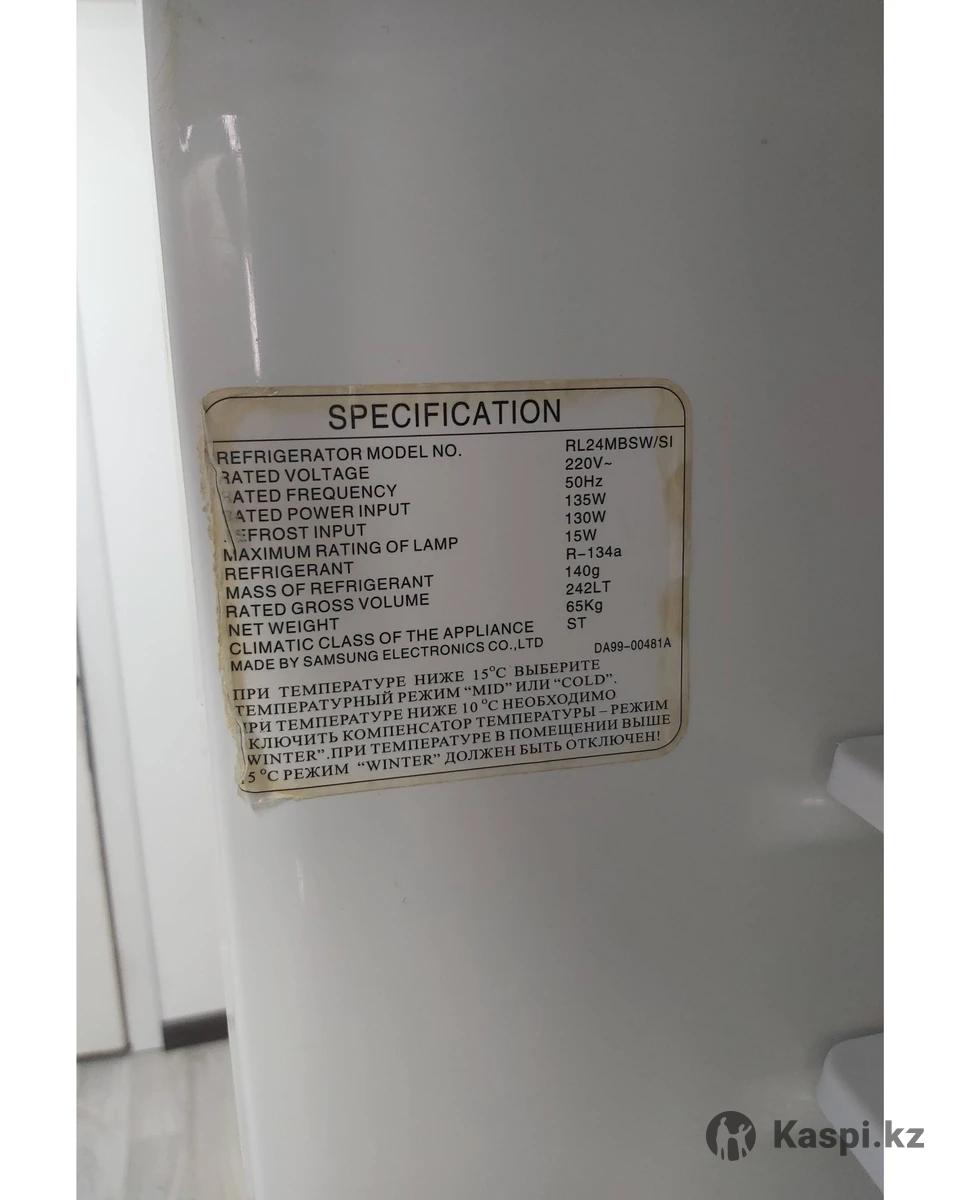 SPECIFICATION
REFRIGERATOR MODEL NO. RL24MBSW/SI
RATED VOLTAGE 220V~
RATED FREQUENCY 50Hz
RATED POWER INPUT 135W
EFROST INPUT 130W
MAXIMUM RATING OF LAMP 15W
REFRIGERANT R-134a
MASS OF REFRIGERANT 140g
RATED GROSS VOLUME 242LT
NET WEIGHT 65Kg
CLIMATIC CLASS OF THE APPLIANCE ST
MADE BY SAMSUNG ELECTRONICS CO.,LTD DA99-00481A
ПРИ ТЕМПЕРАТУРЕ НИЖЕ 15°C ВЫБЕРИТЕ
ТЕМПЕРАТУРНЫЙ РЕЖИМ “MID” ИЛИ “COLD”.
ПРИ ТЕМПЕРАТУРЕ НИЖЕ 10 °C НЕОБХОДИМО
КЛЮЧИТЬ КОМПЕНСАТОР ТЕМПЕРАТУРЫ – РЕЖИМ
WINTER”.ПРИ ТЕМПЕРАТУРЕ В ПОМЕЩЕНИИ ВЫШЕ
5 °C РЕЖИМ “WINTER” ДОЛЖЕН БЫТЬ ОТКЛЮЧЕН!
Kaspi.kz